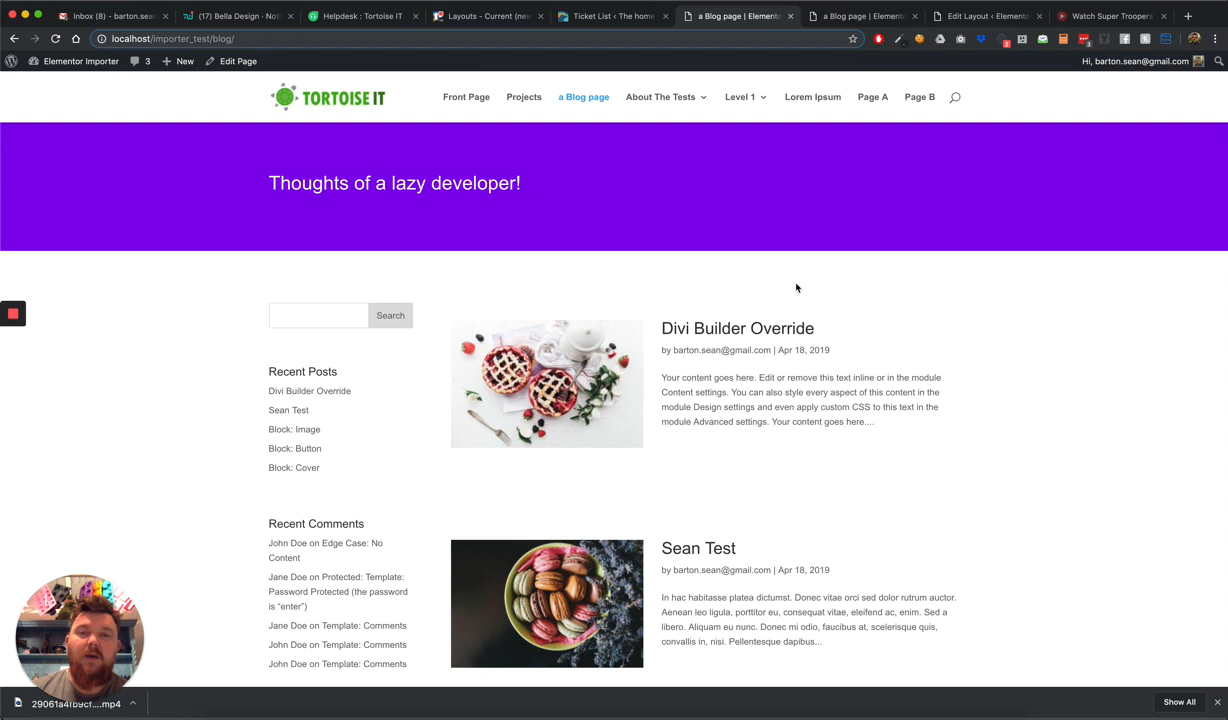 Inbox (8) - barton.sean
(17) Bella Design · Noti
Helpdesk : Tortoise IT
Layouts - Current (new
Ticket List < The home
a Blog page | Elemento
a Blog page | Elemento
Edit Layout < Elemento
Watch Super Troopers
localhost/importer_test/blog/
2
3
Elementor Importer
3
New
Edit Page
Hi, barton.sean@gmail.com
TORTOISE IT
Front Page
Projects
a Blog page
About The Tests
Level 1
Lorem Ipsum
Page A
Page B
Thoughts of a lazy developer!
Search
Recent Posts
Divi Builder Override
Sean Test
Block: Image
Block: Button
Block: Cover
Recent Comments
John Doe on Edge Case: No
Content
Jane Doe on Protected: Template:
Password Protected (the password
is “enter”)
Jane Doe on Template: Comments
John Doe on Template: Comments
John Doe on Template: Comments
Divi Builder Override
by barton.sean@gmail.com | Apr 18, 2019
Your content goes here. Edit or remove this text inline or in the module
Content settings. You can also style every aspect of this content in the
module Design settings and even apply custom CSS to this text in the
module Advanced settings. Your content goes here....
Sean Test
by barton.sean@gmail.com | Apr 18, 2019
In hac habitasse platea dictumst. Donec vitae orci sed dolor rutrum auctor.
Aenean leo ligula, porttitor eu, consequat vitae, eleifend ac, enim. Sed a
libero. Aliquam eu nunc. Donec mi odio, faucibus at, scelerisque quis,
convallis in, nisi. Pellentesque dapibus...
29061a4fb9cf....mp4
Show All